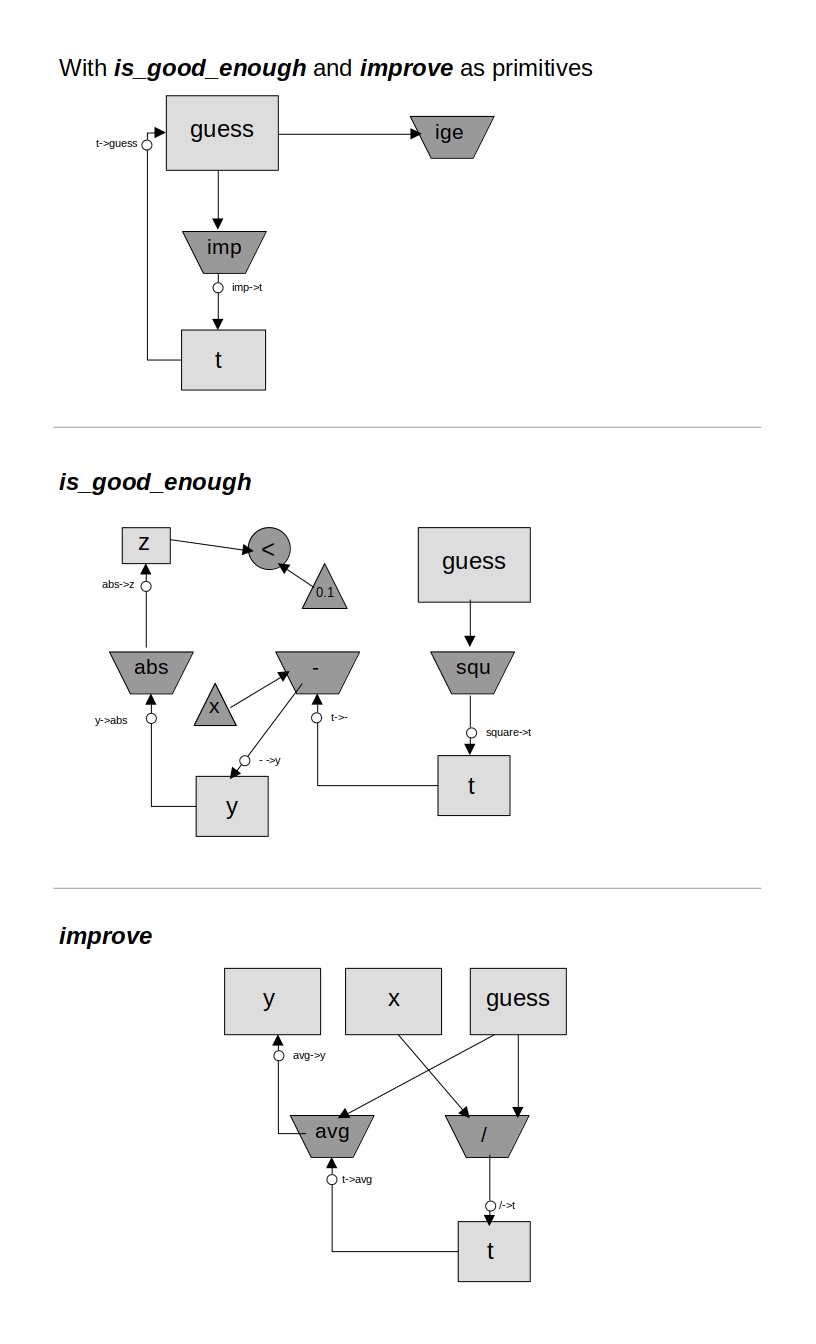 With is_good_enough and improve as primitives
guess
ige
t->guess
imp
imp->t
t
is_good_enough
z
<
guess
abs->z
0.1
abs
-
squ
x
y->abs
t->-
square->t
- ->y
y
t
improve
y
x
guess
avg->y
avg
/
t->avg
/->t
t